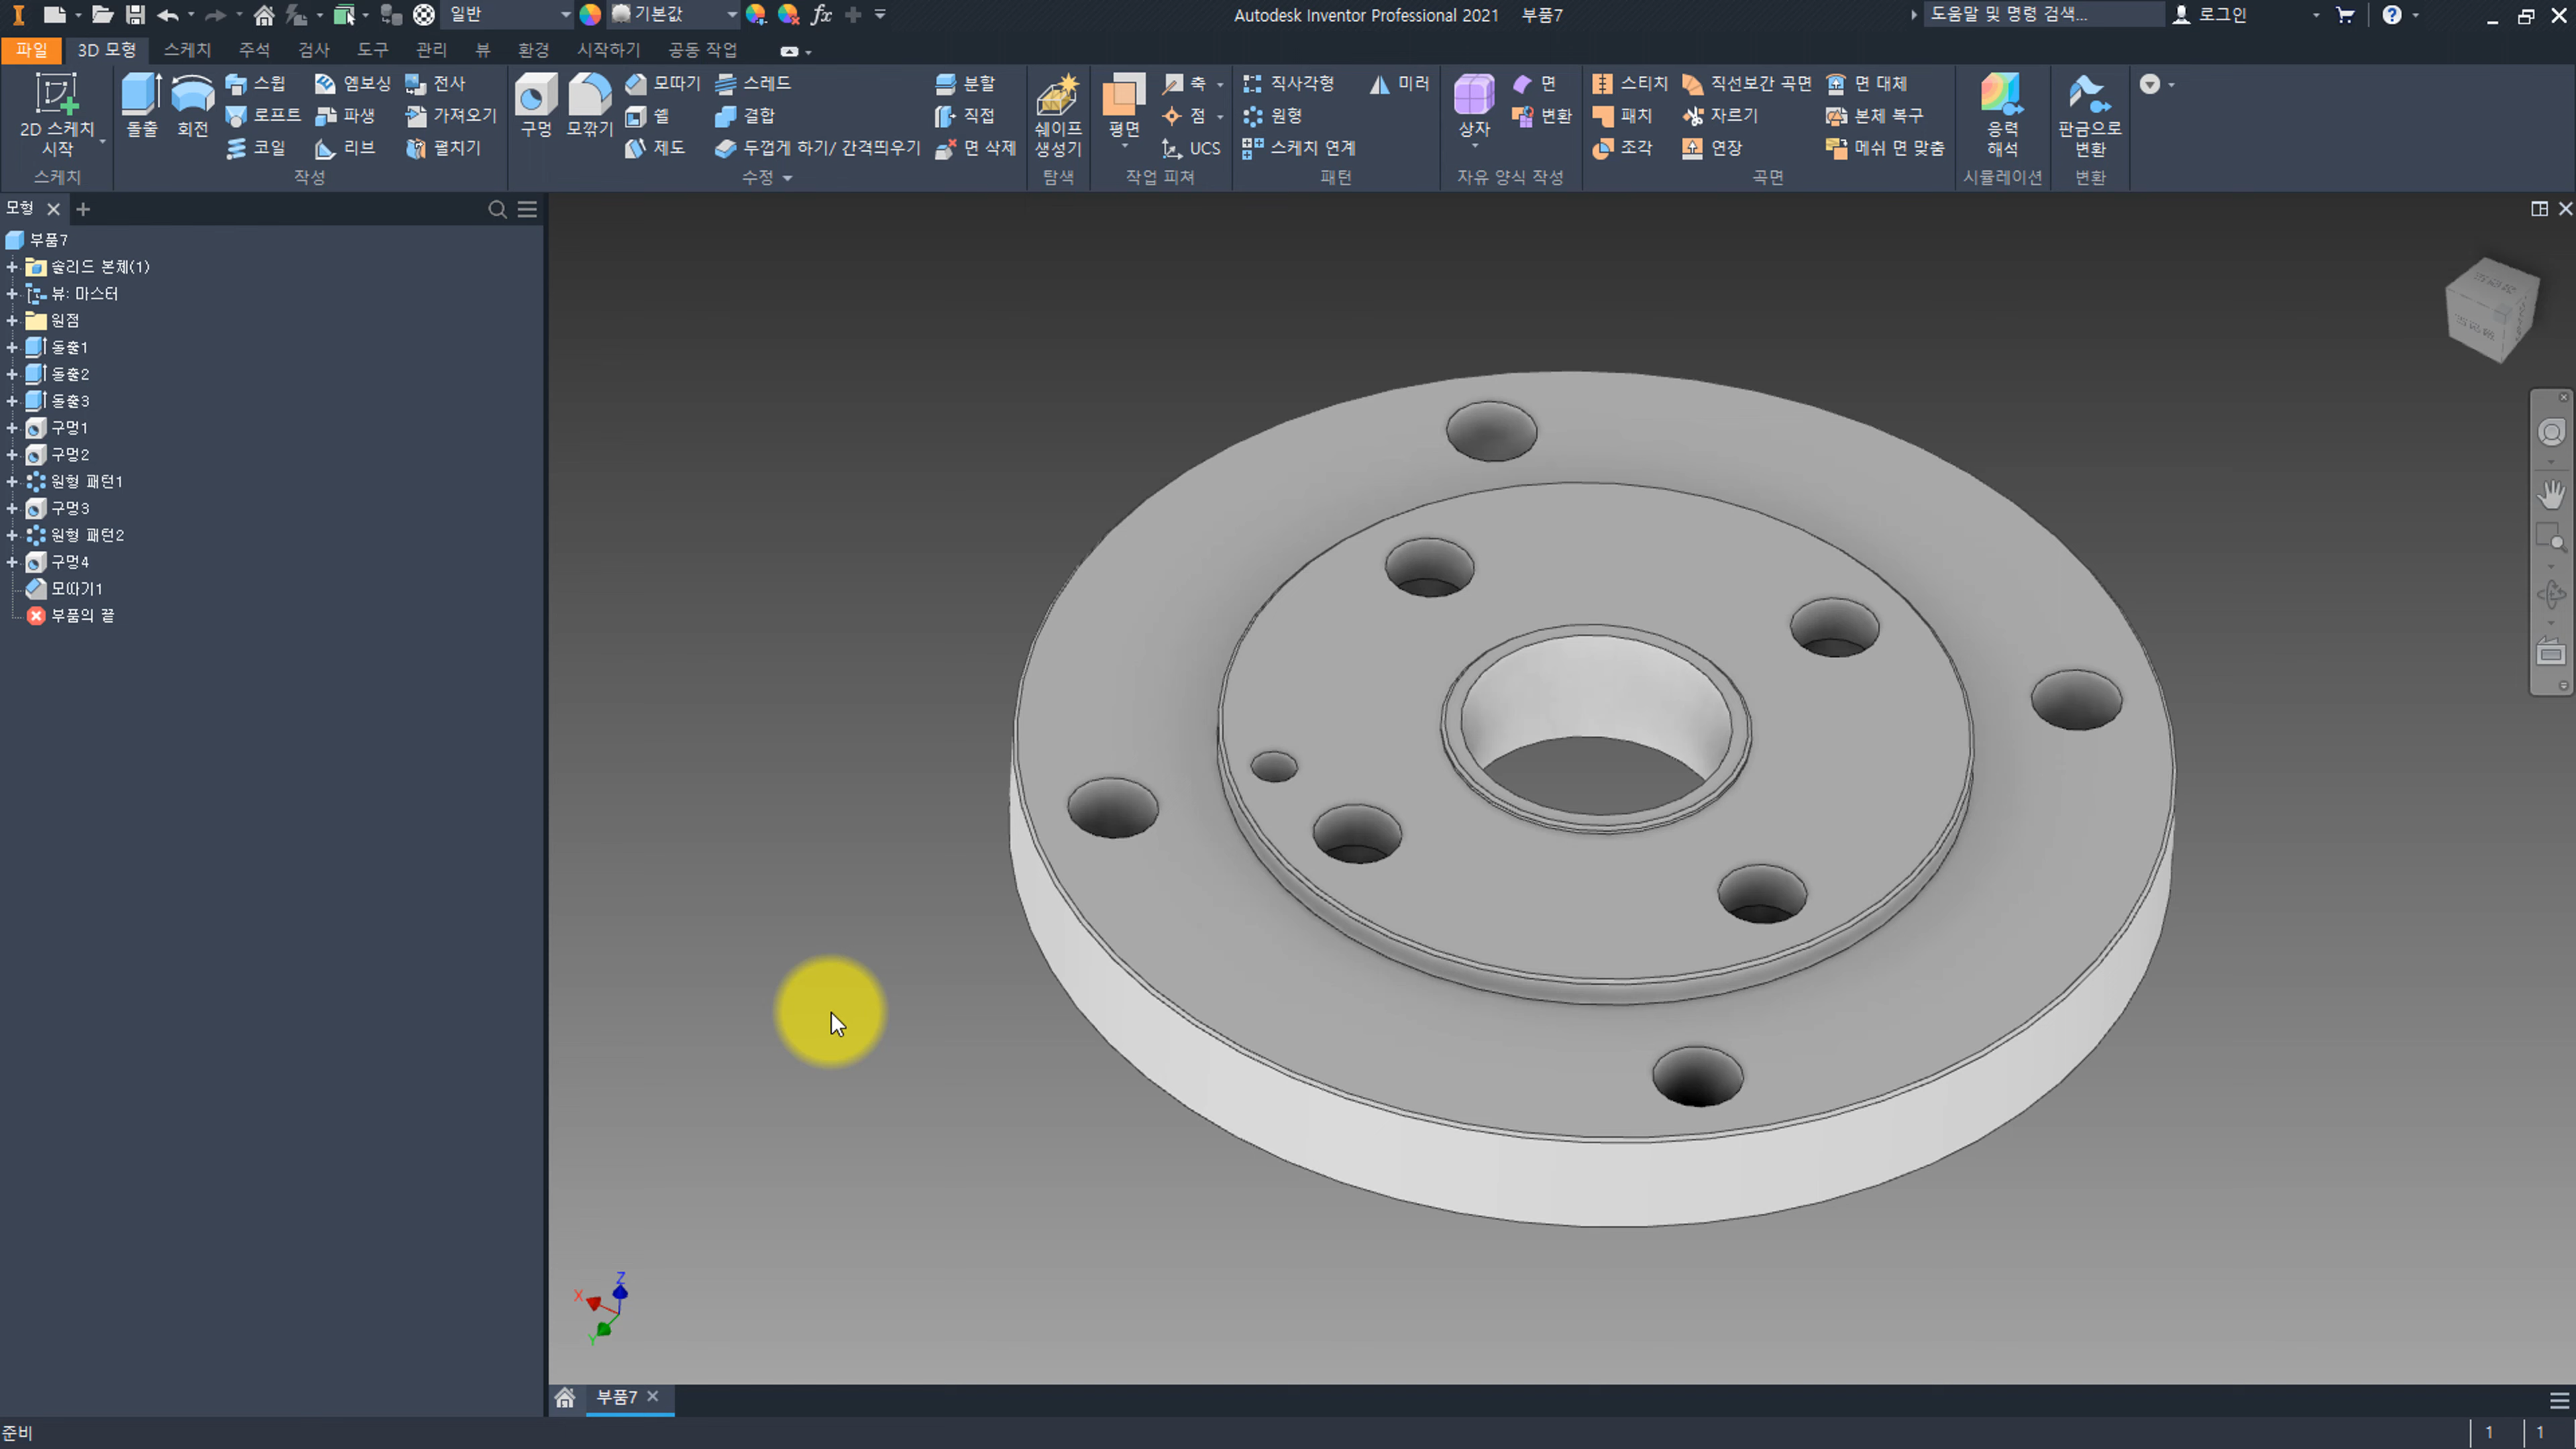 일반 기본값 fx Autodesk Inventor Professional 2021 부품7 도움말 및 명령 검색... 로그인
파일 3D 모형 스케치 주석 검사 도구 관리 뷰 환경 시작하기 공동 작업
2D 스케치 시작
스케치
돌출 회전
스윕 엠보싱 전사
로프트 파생 가져오기
코일 리브 펼치기
작성
구멍 모깎기
모따기 스레드 분할
쉘 결합 직접
제도 두껍게 하기/ 간격띄우기 면 삭제
수정
쉐이프 생성기
탐색
평면
축
점
UCS
작업 피쳐
직사각형 미러
원형
스케치 연계
패턴
상자
면
변환
자유 양식 작성
스티치 직선보간 곡면 면 대체
패치 자르기 본체 복구
조각 연장 메쉬 면 맞춤
곡면
응력 해석
시뮬레이션
판금으로 변환
변환
모형
부품7
솔리드 본체(1)
뷰: 마스터
원점
돌출1
돌출2
돌출3
구멍1
구멍2
원형 패턴1
구멍3
원형 패턴2
구멍4
모따기1
부품의 끝
Z
X
Y
부품7
준비 1 1